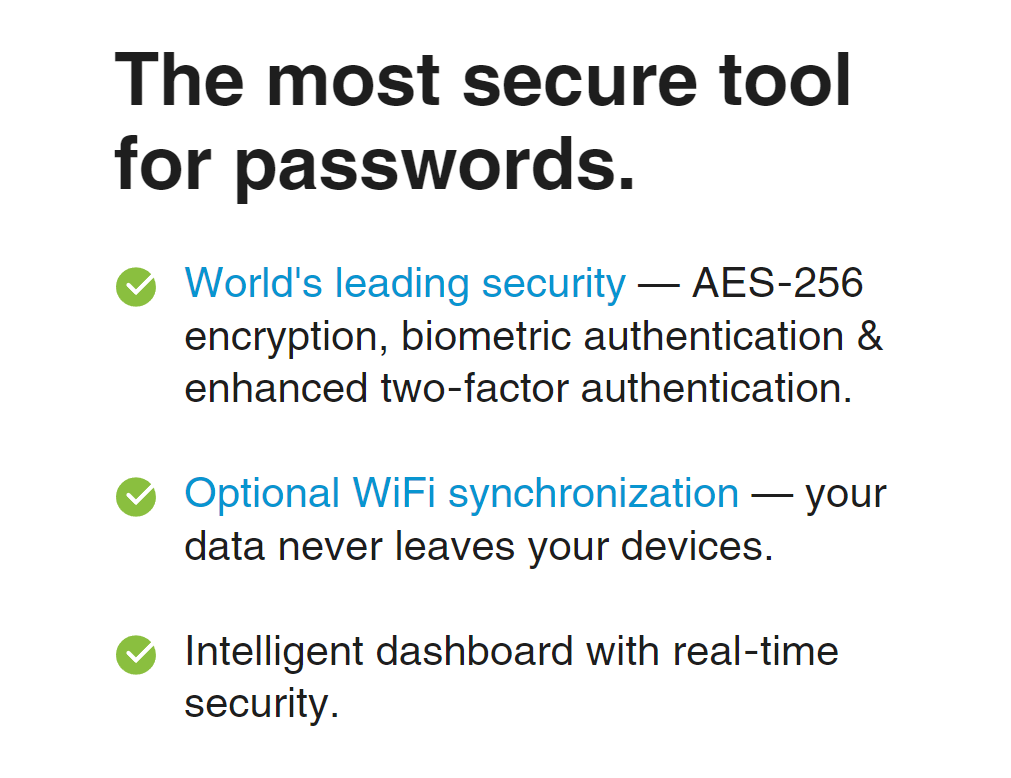 The most secure tool
for passwords.
World's leading security — AES-256
encryption, biometric authentication &
enhanced two-factor authentication.
Optional WiFi synchronization — your
data never leaves your devices.
Intelligent dashboard with real-time
security.